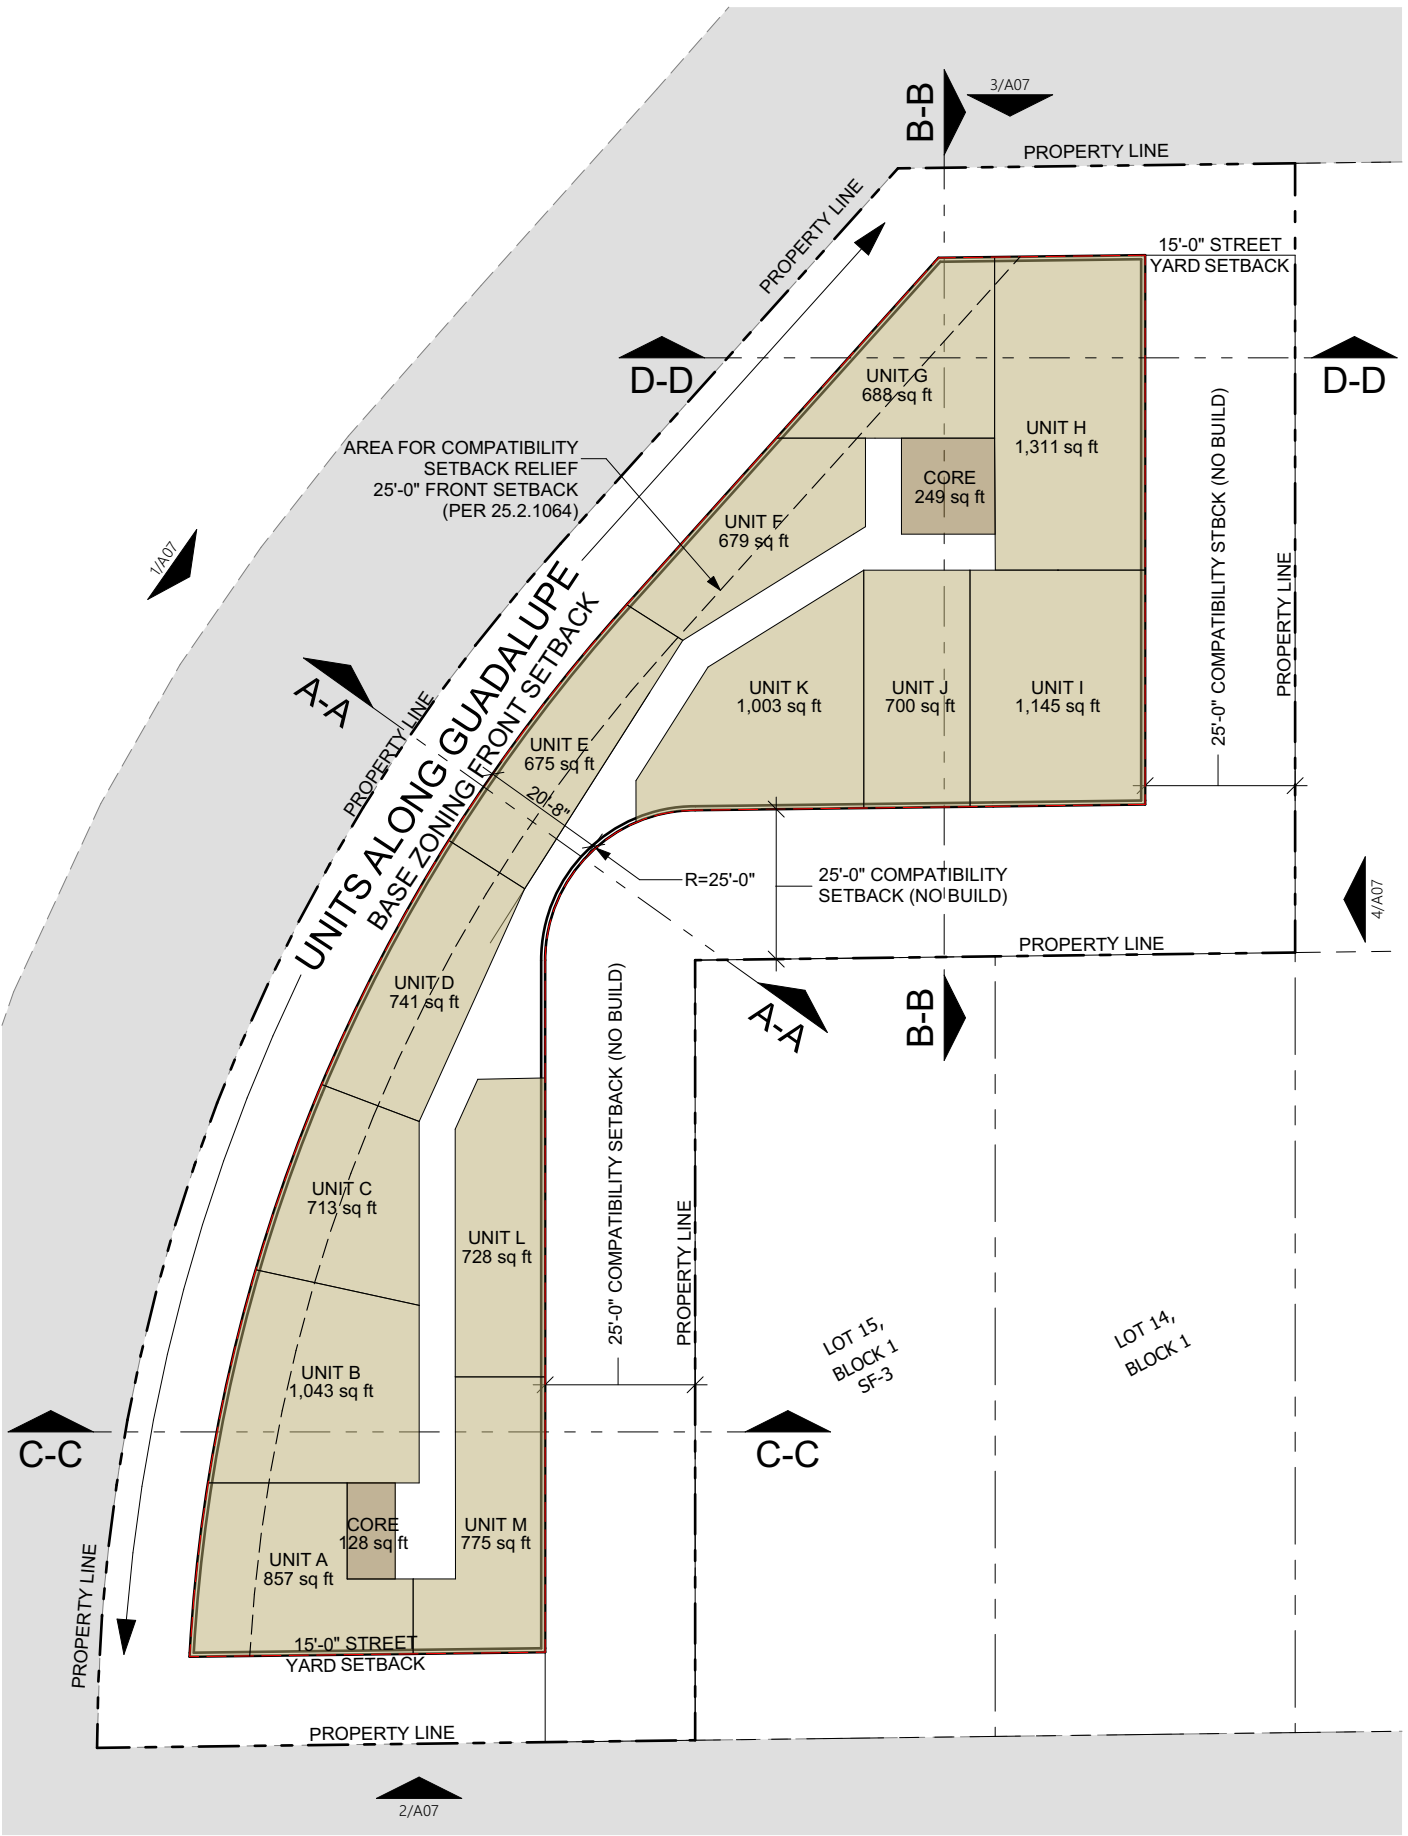 B-B
3/A07
PROPERTY LINE
PROPERTY LINE
15'-0" STREET
YARD SETBACK
D-D
D-D
UNIT G
688 sq ft
UNIT H
1,311 sq ft
AREA FOR COMPATIBILITY
SETBACK RELIEF
25'-0" FRONT SETBACK
(PER 25.2.1064)
CORE
249 sq ft
25'-0" COMPATIBILITY STBCK (NO BUILD)
UNIT F
679 sq ft
1/A07
PROPERTY LINE
UNITS ALONG GUADALUPE
BASE ZONING FRONT SETBACK
A-A
PROPERTY LINE
UNIT K
1,003 sq ft
UNIT J
700 sq ft
UNIT I
1,145 sq ft
UNIT E
675 sq ft
20'-8"
R=25'-0"
25'-0" COMPATIBILITY
SETBACK (NO BUILD)
4/A07
PROPERTY LINE
UNIT D
741 sq ft
A-A
B-B
25'-0" COMPATIBILITY SETBACK (NO BUILD)
UNIT C
713 sq ft
UNIT L
728 sq ft
PROPERTY LINE
LOT 15,
BLOCK 1
SF-3
LOT 14,
BLOCK 1
UNIT B
1,043 sq ft
C-C
C-C
CORE
128 sq ft
UNIT M
775 sq ft
UNIT A
857 sq ft
PROPERTY LINE
15'-0" STREET
YARD SETBACK
PROPERTY LINE
2/A07